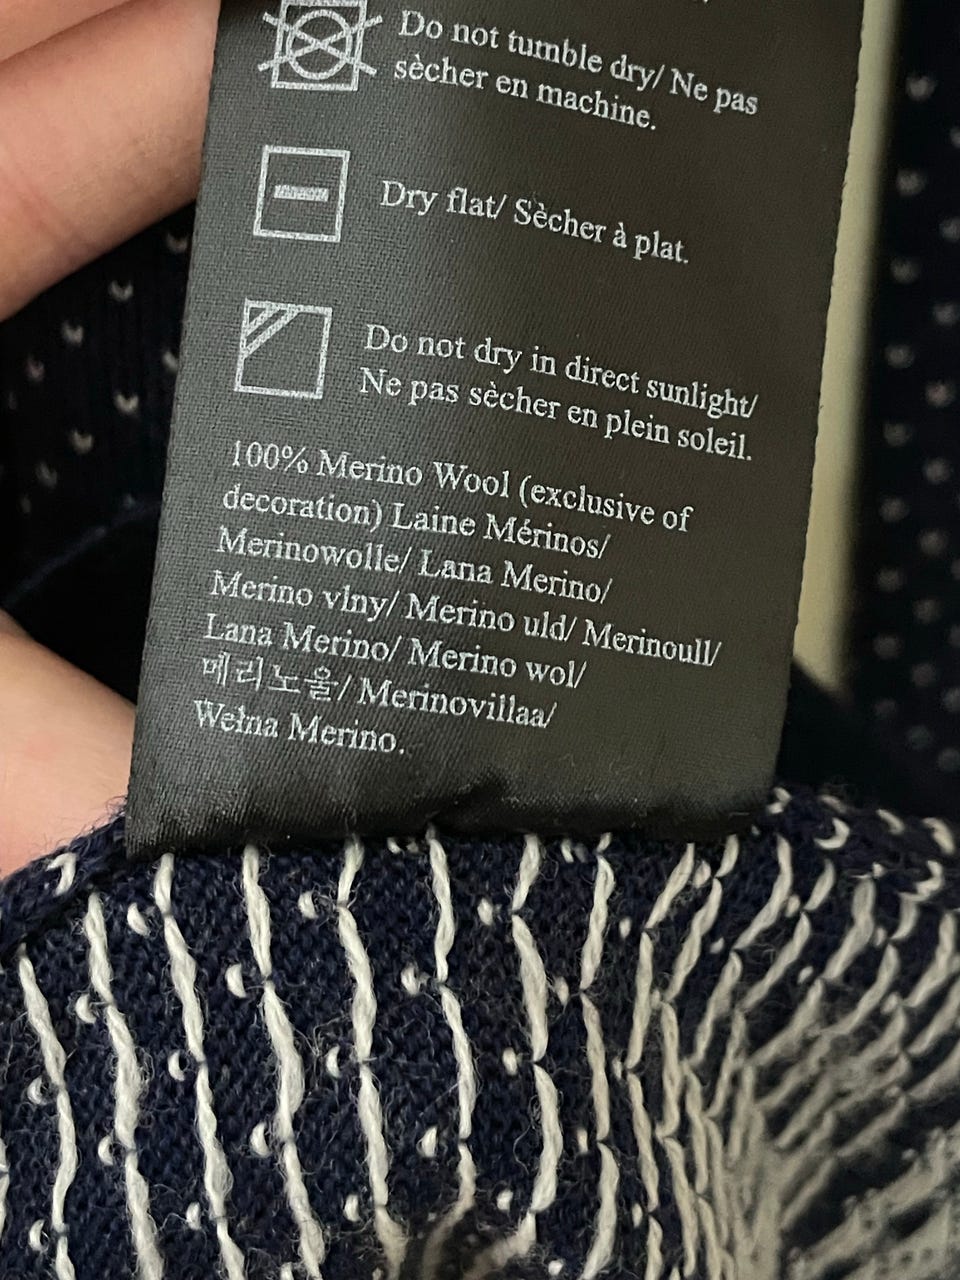 Do not tumble dry/ Ne pas
sècher en machine.
Dry flat/ Sècher à plat.
Do not dry in direct sunlight/
Ne pas sècher en plein soleil.
100% Merino Wool (exclusive of
decoration) Laine Mérinos/
Merinowolle/ Lana Merino/
Merino vlny/ Merino uld/ Merinoull/
Lana Merino/ Merino wol/
메리노울/ Merinovillaa/
Wełna Merino.